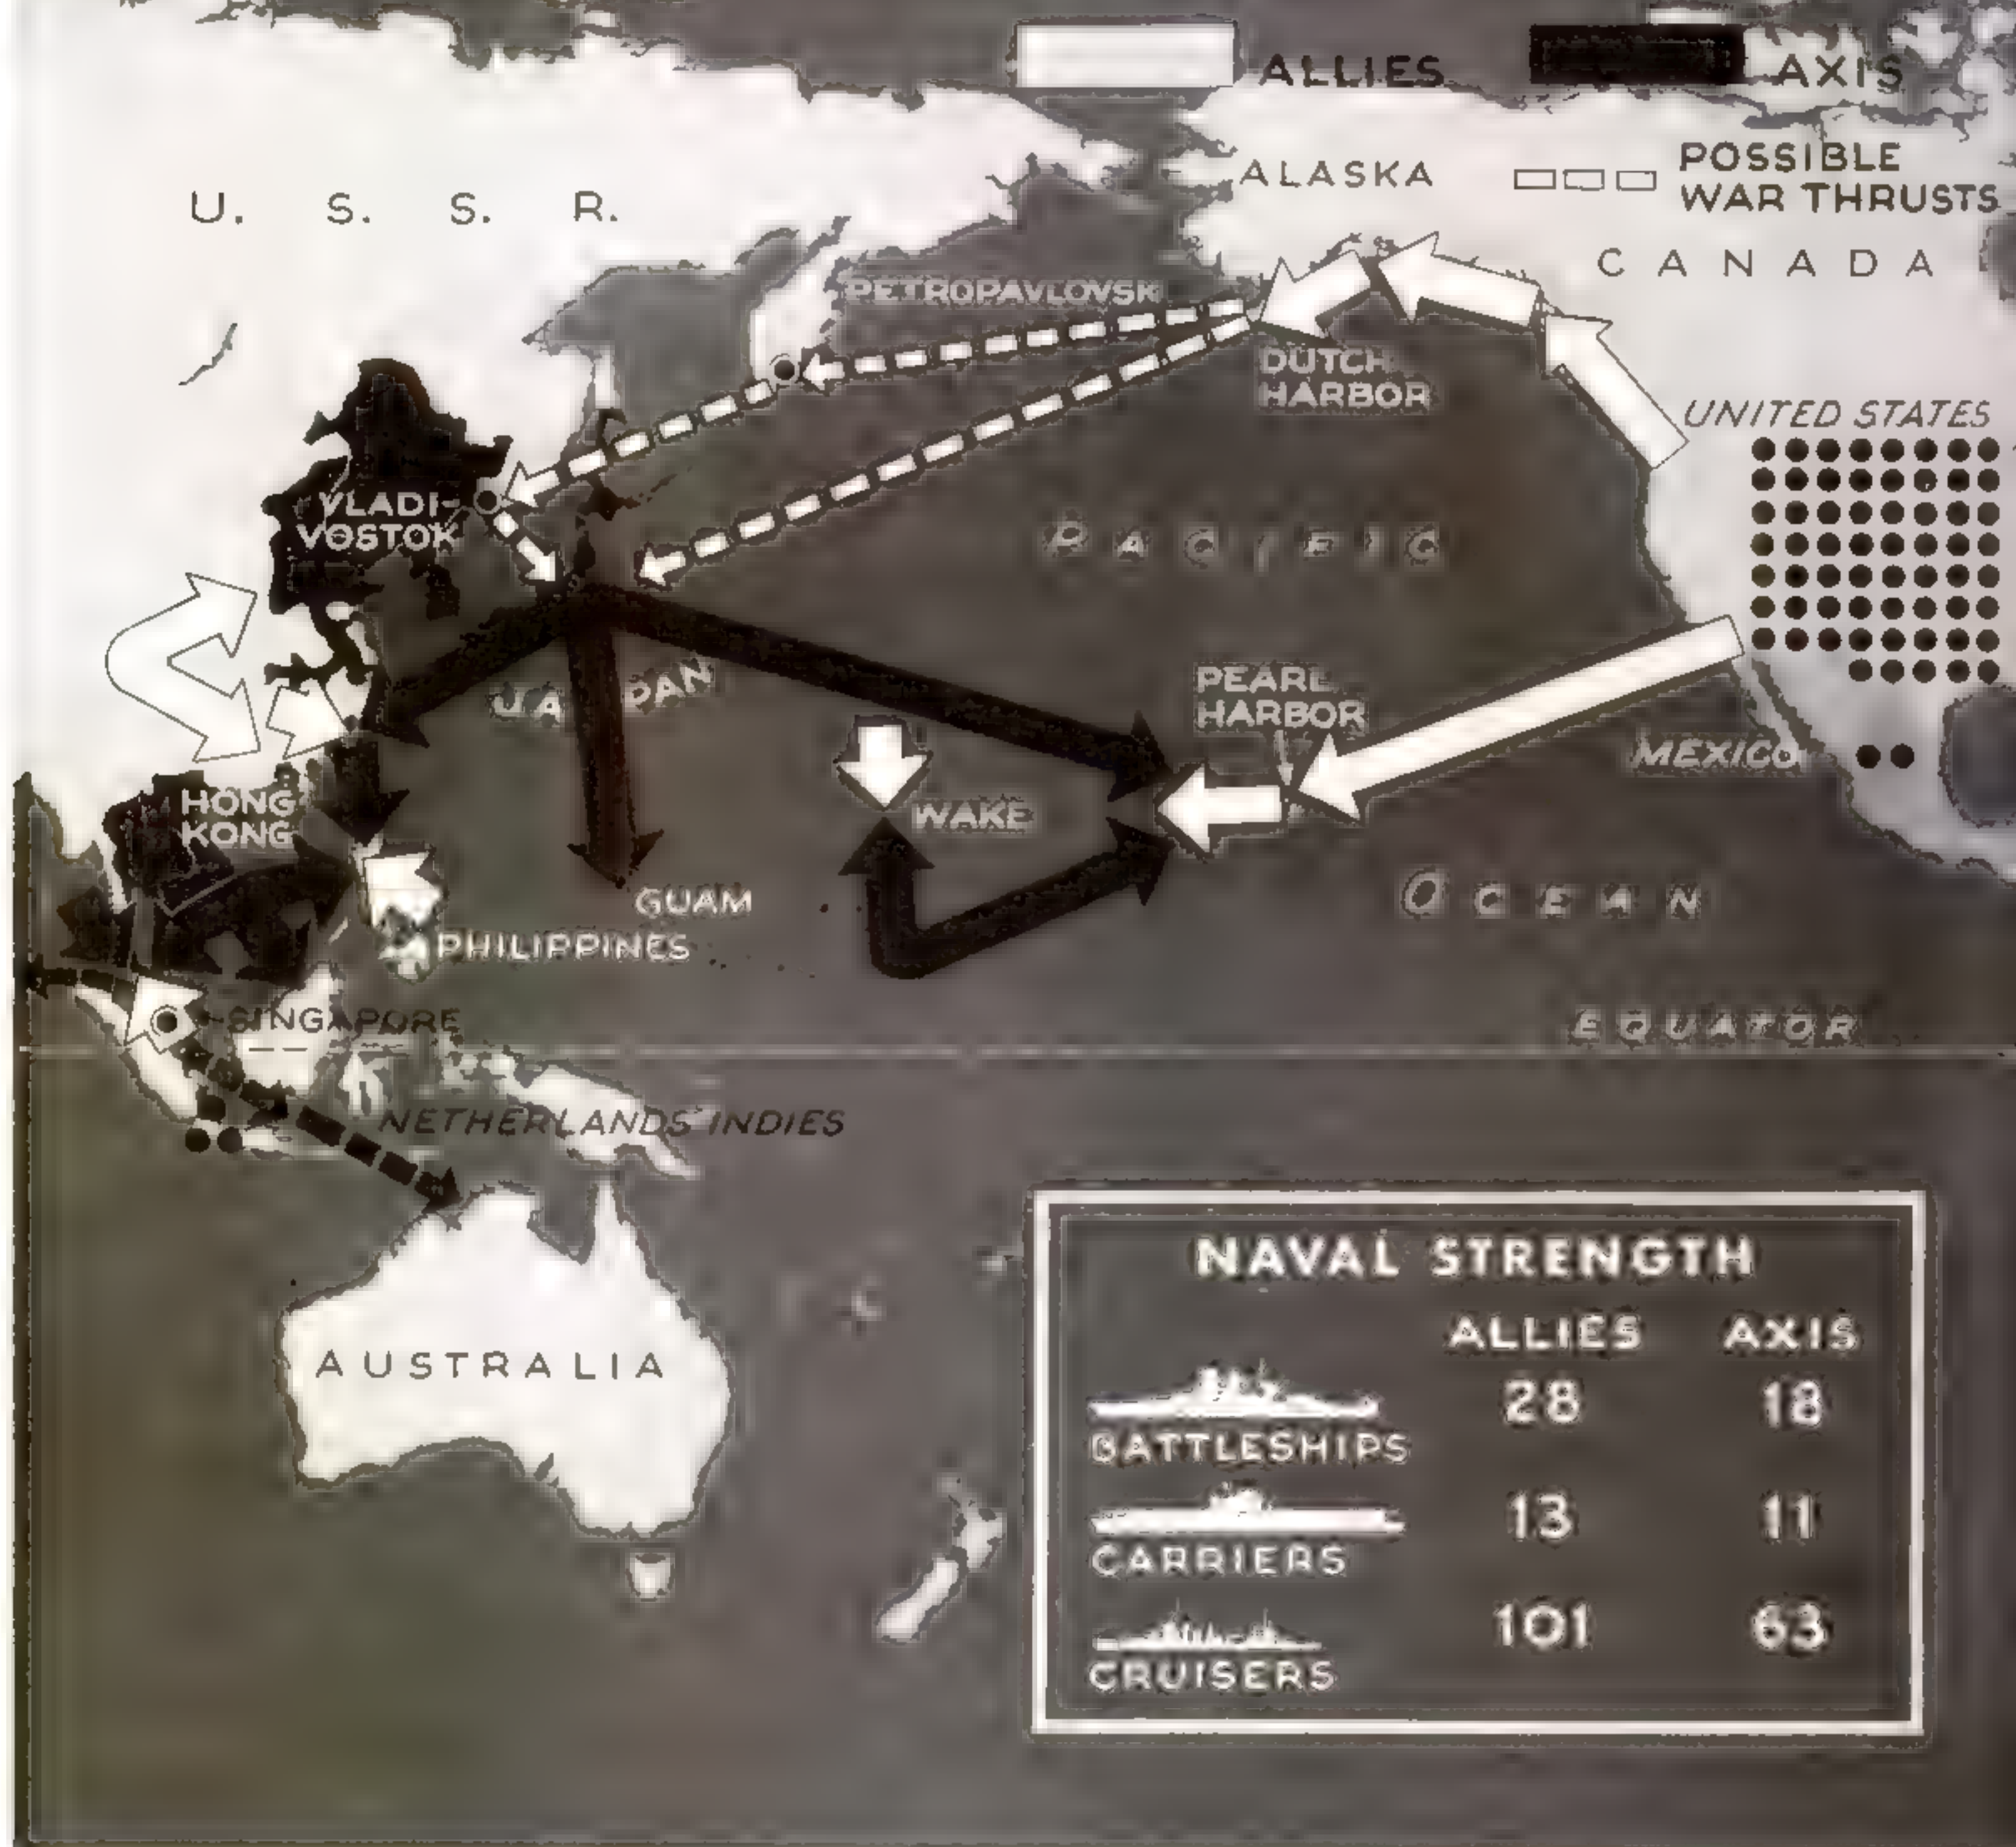 ALLIES
AXIS
ALASKA
POSSIBLE
WAR THRUSTS
U. S. S. R.
CANADA
PETROPAVLOVSK
DUTCH
HARBOR
UNITED STATES
VLADI-
VOSTOK
PACIFIC
JAPAN
PEARL
HARBOR
MEXICO
HONG
KONG
WAKE
GUAM
OCEAN
PHILIPPINES
SINGAPORE
EQUATOR
NETHERLANDS INDIES
AUSTRALIA
NAVAL STRENGTH
ALLIES AXIS
28 18
BATTLESHIPS
13 11
CARRIERS
101 63
CRUISERS